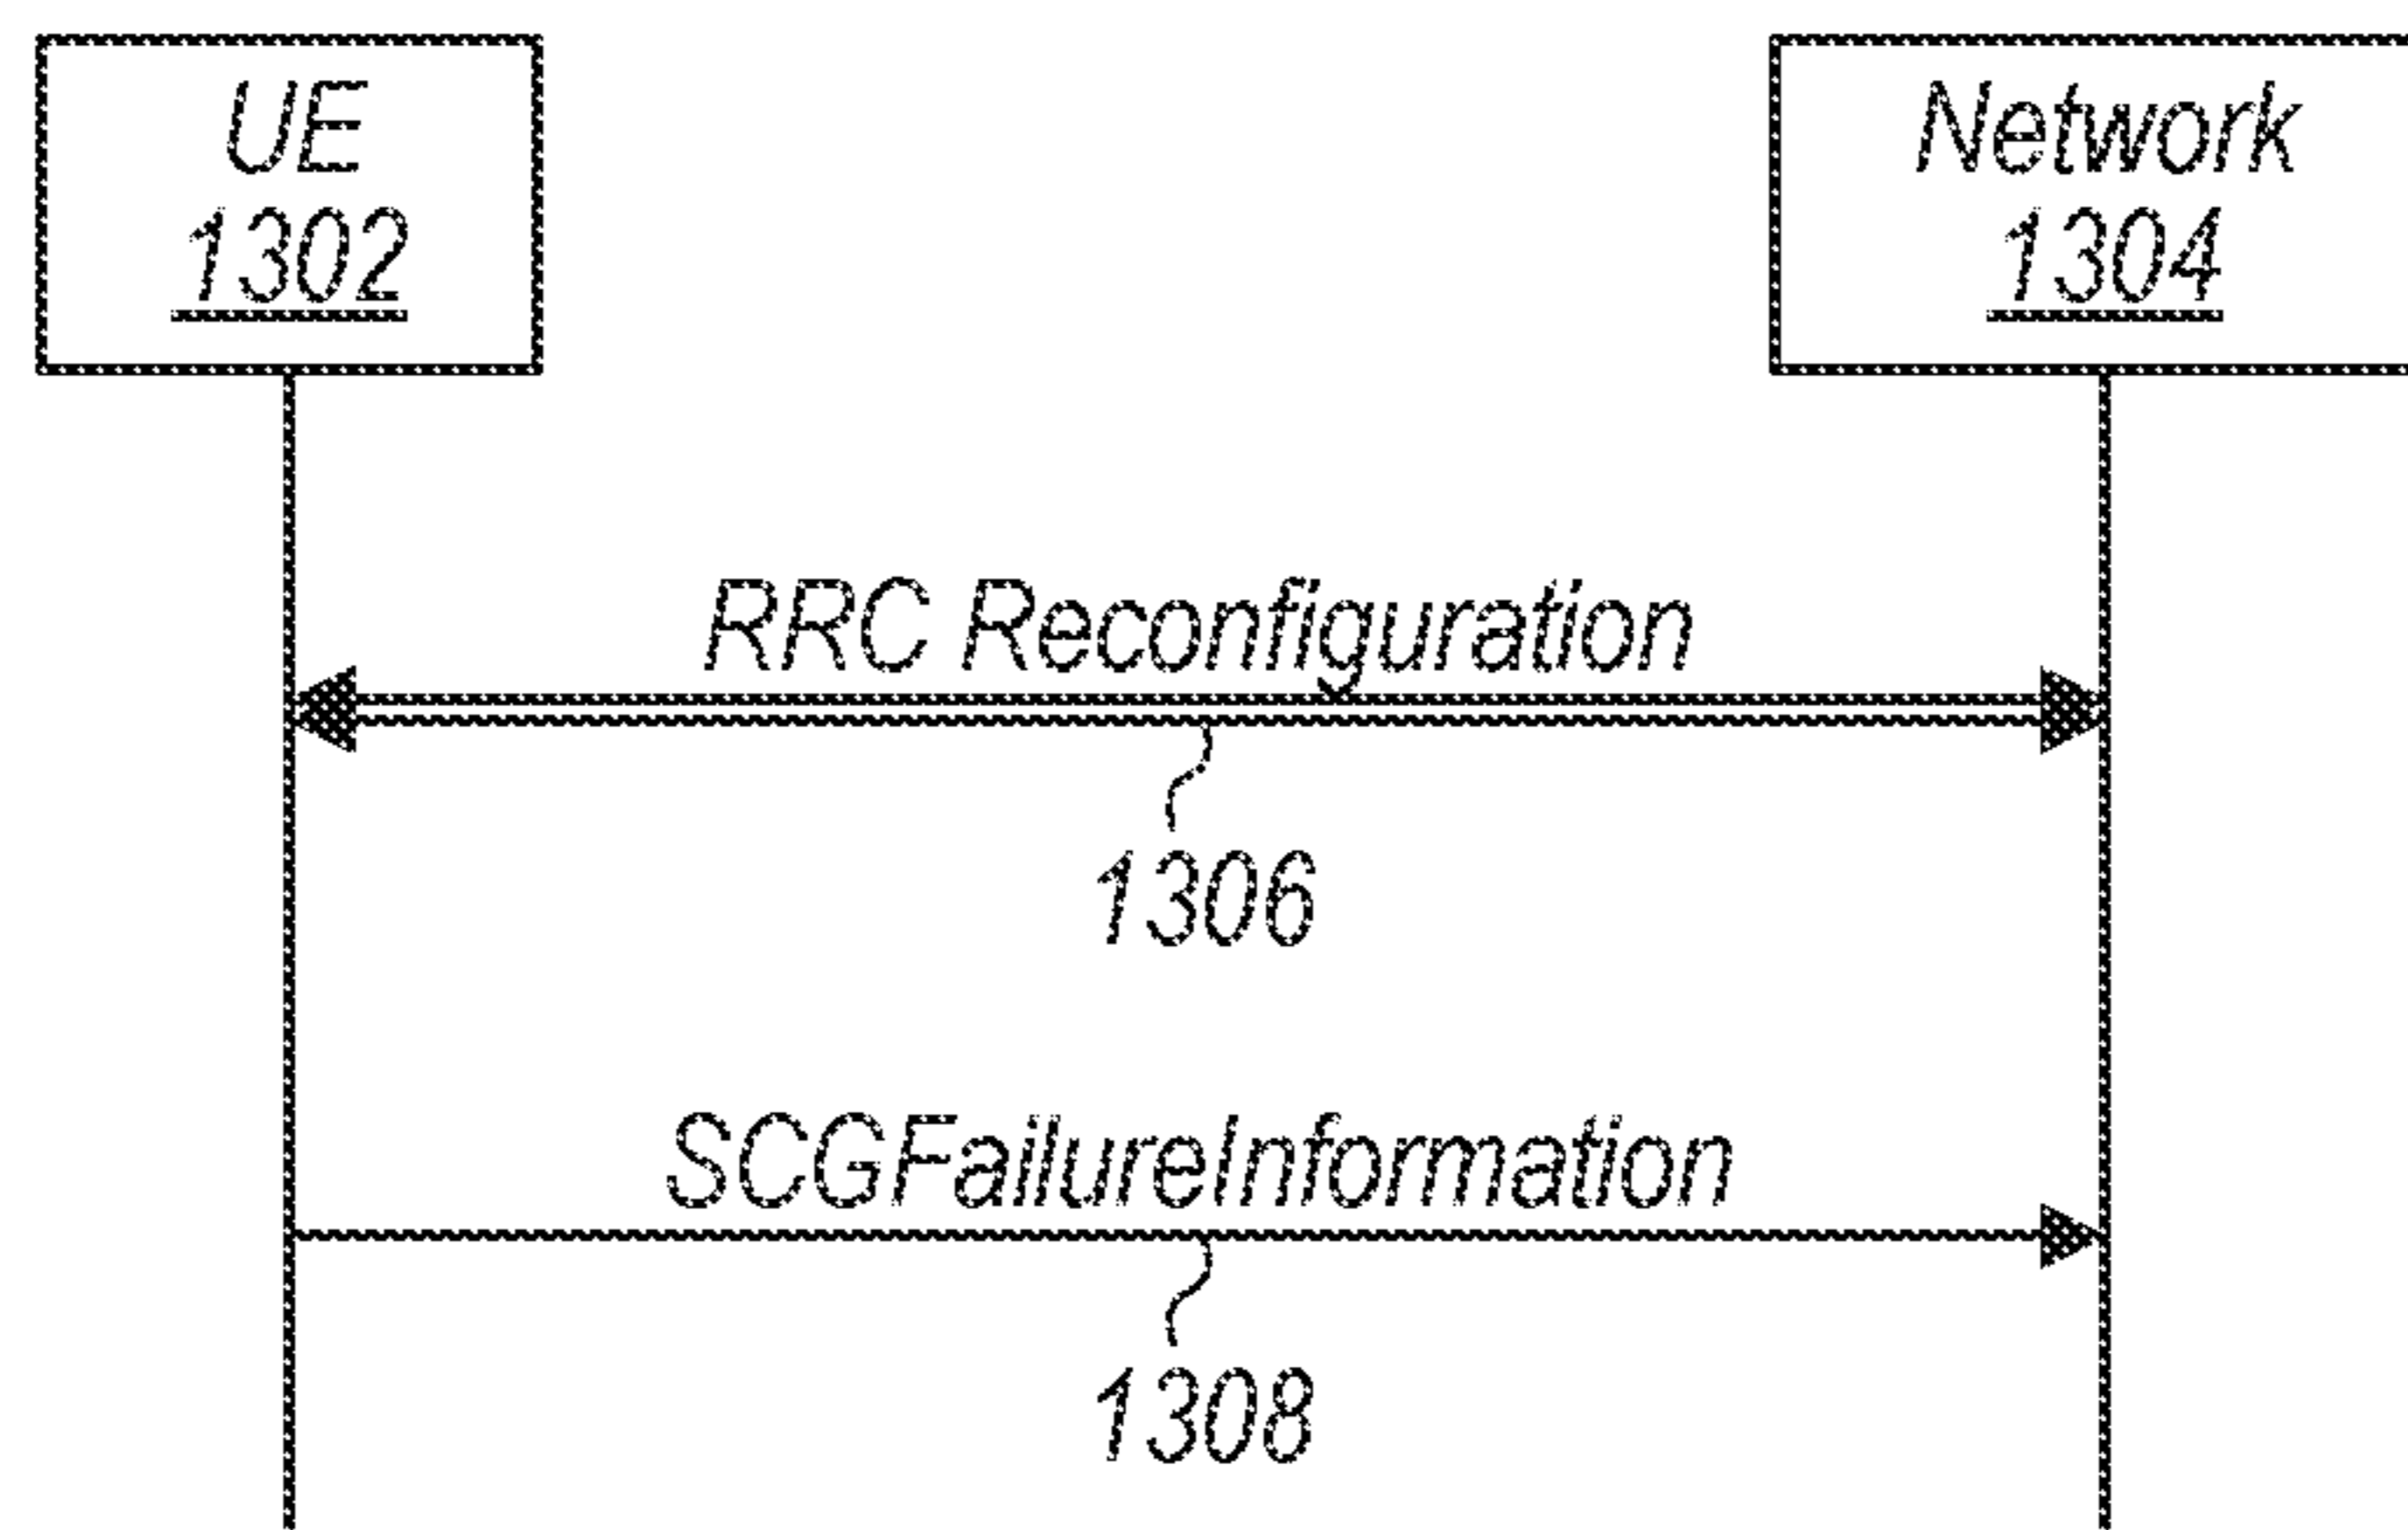 UE
1302
Network
1304
RRC Reconfiguration
1306
SCGFailureInformation
1308